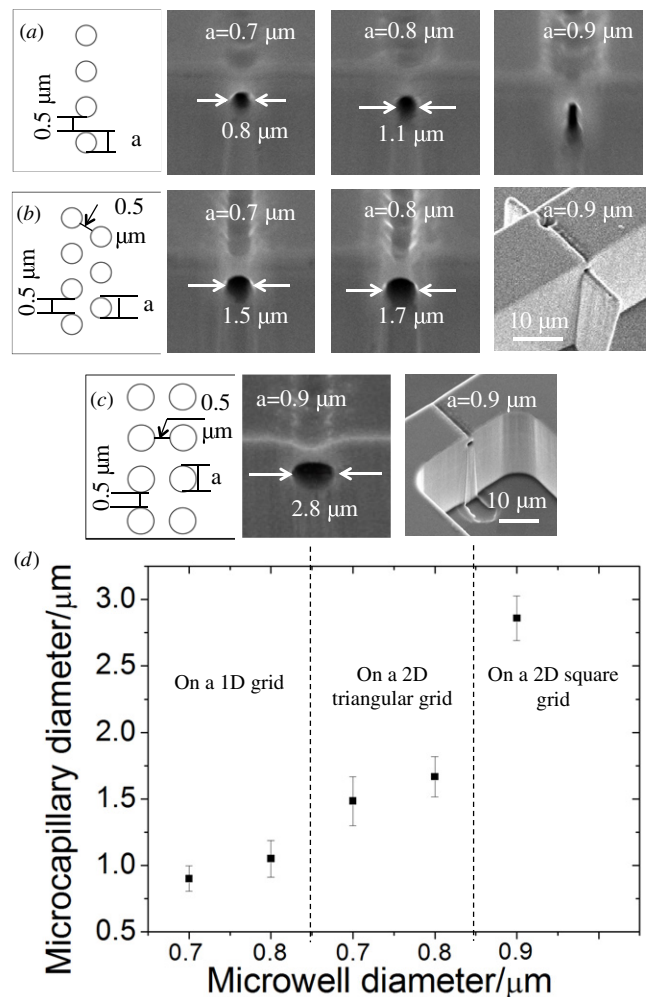 (a)
0.5 μm
a
a=0.7 μm
0.8 μm
a=0.8 μm
1.1 μm
a=0.9 μm
(b)
0.5
μm
0.5 μm
a
a=0.7 μm
1.5 μm
a=0.8 μm
1.7 μm
a=0.9 μm
10 μm
(c)
0.5
μm
0.5 μm
a
a=0.9 μm
2.8 μm
a=0.9 μm
10 μm
(d)
Microcapillary diameter/μm
3.0
2.5
2.0
1.5
1.0
0.5
On a 1D grid
On a 2D
triangular grid
On a 2D square
grid
0.7 0.8 0.7 0.8 0.9
Microwell diameter/μm